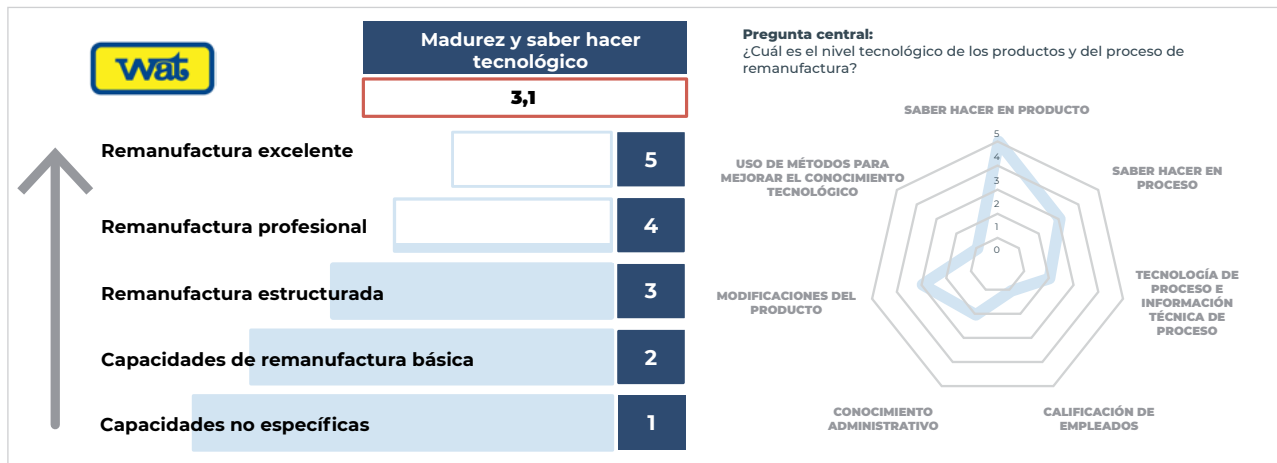 wat
Madurez y saber hacer
tecnológico
3,1
Remanufactura excelente
5
Remanufactura profesional
4
Remanufactura estructurada
3
Capacidades de remanufactura básica
2
Capacidades no específicas
1
Pregunta central:
¿Cuál es el nivel tecnológico de los productos y del proceso de
remanufactura?
SABER HACER EN PRODUCTO
SABER HACER EN
PROCESO
TECNOLOGÍA DE
PROCESO E
INFORMACIÓN
TÉCNICA DE
PROCESO
CALIFICACIÓN DE
EMPLEADOS
CONOCIMIENTO
ADMINISTRATIVO
MODIFICACIONES DEL
PRODUCTO
USO DE MÉTODOS PARA
MEJORAR EL CONOCIMIENTO
TECNOLÓGICO
5
4
3
2
1
0